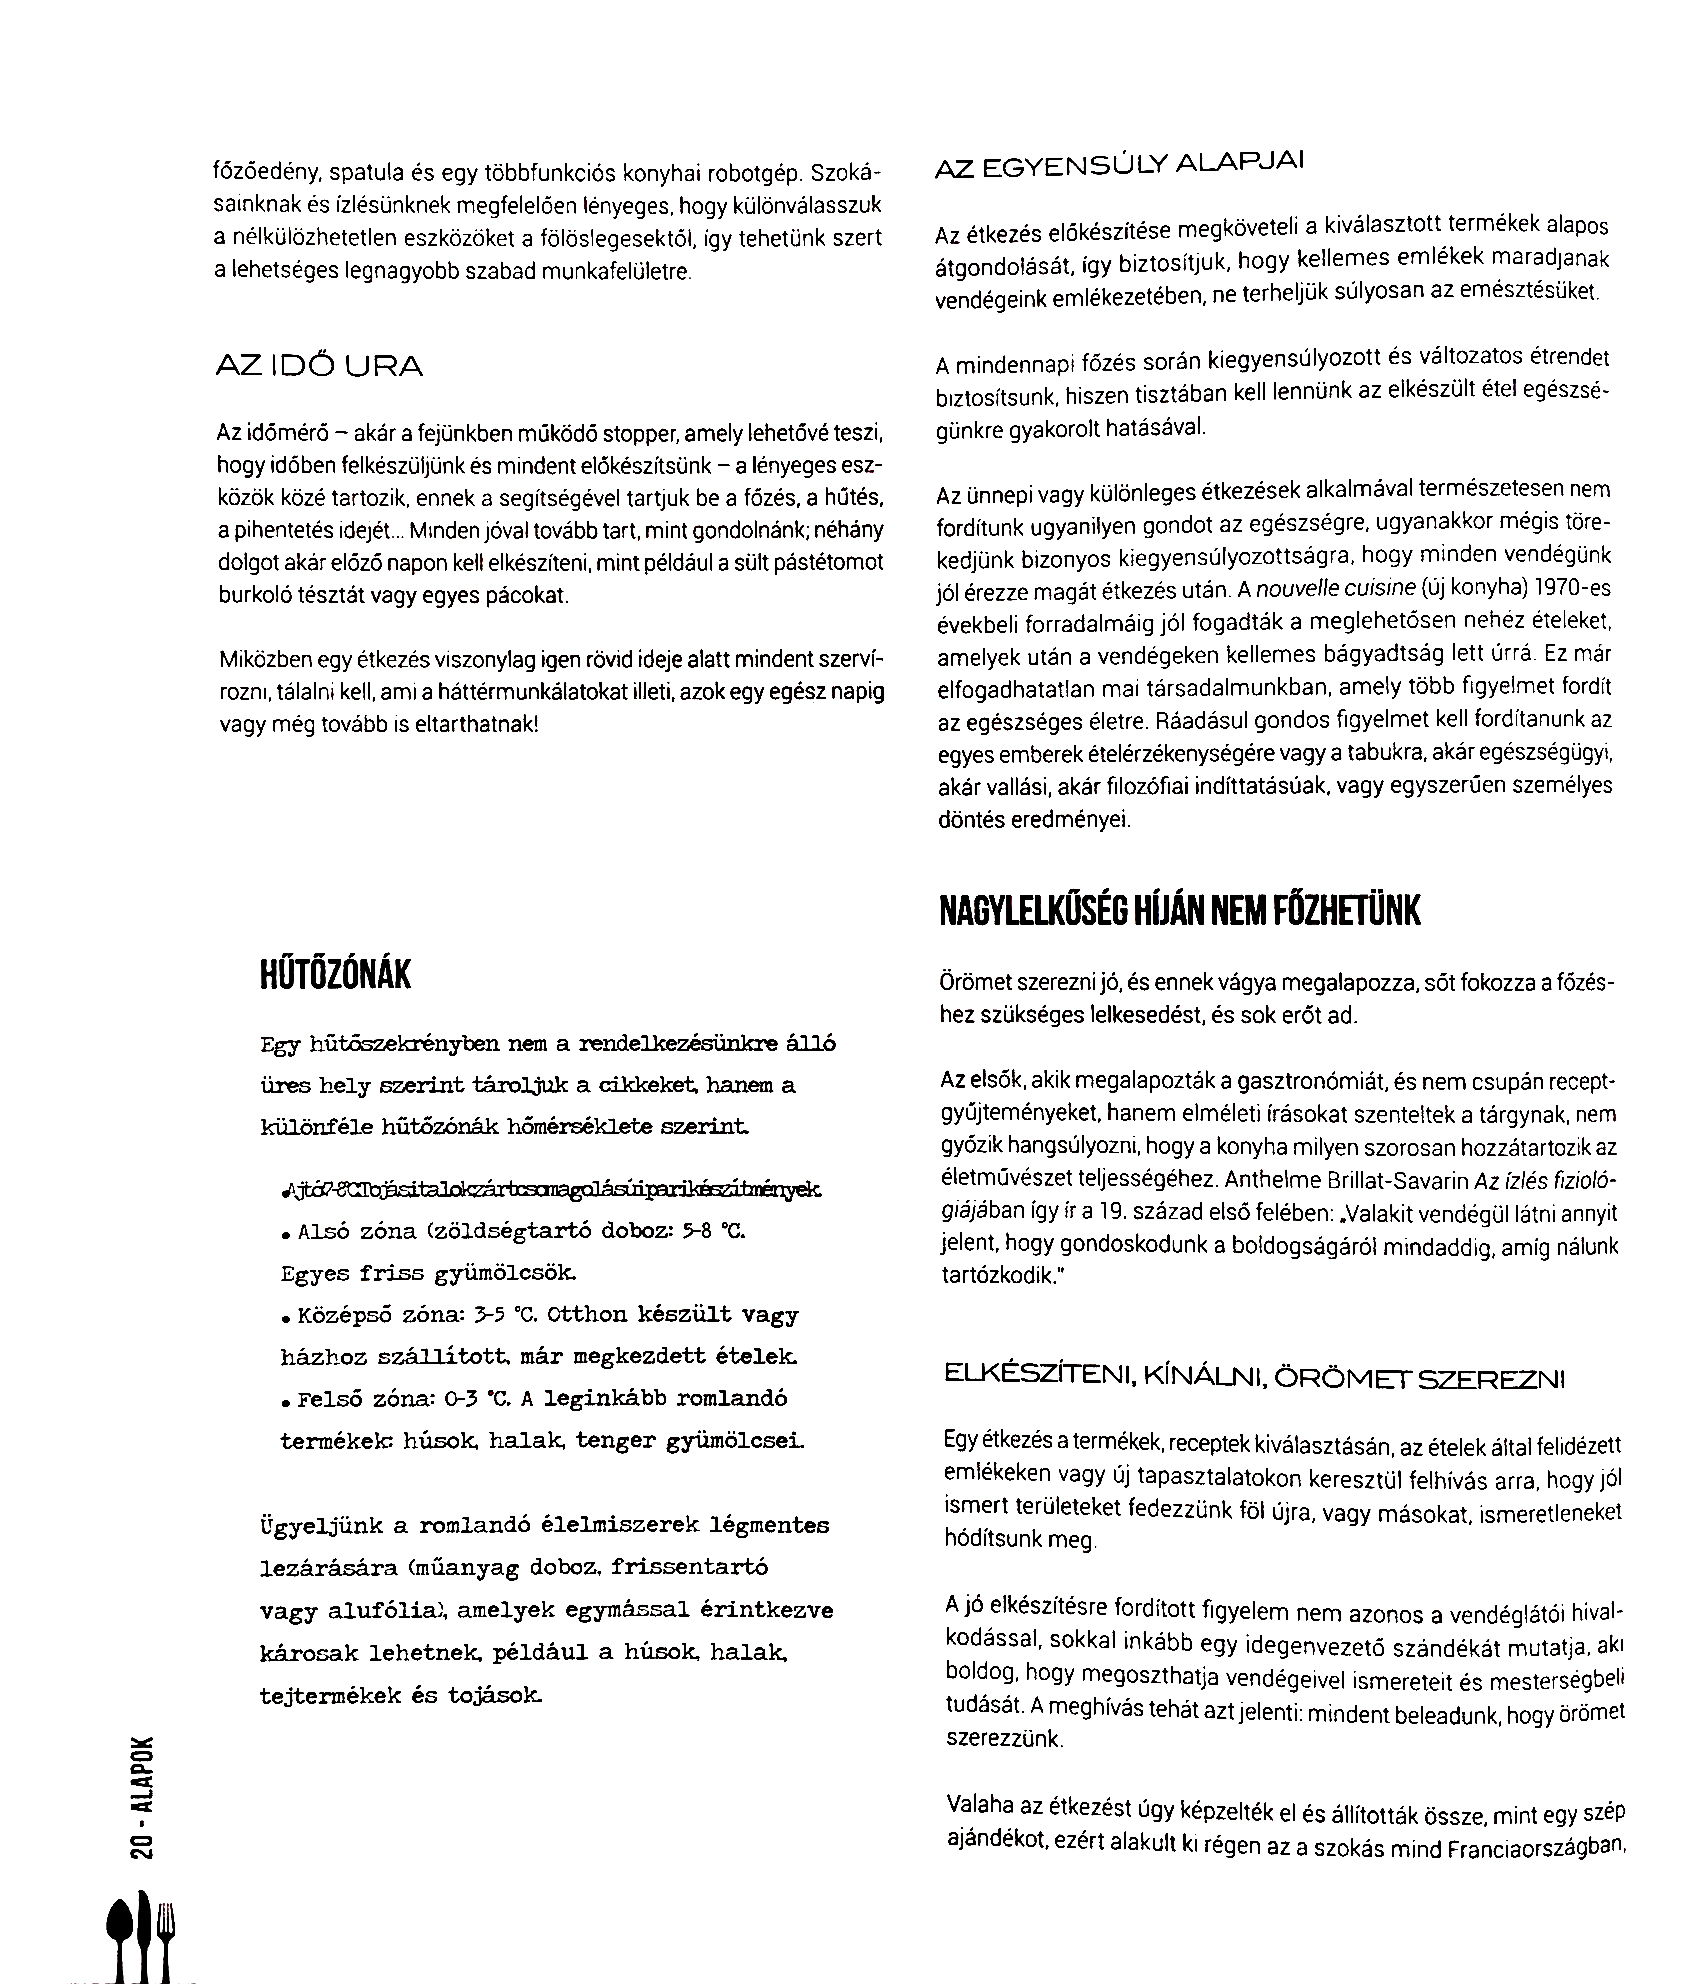 főzőedény, spatula és egy többfunkciós konyhai robotgép. Szoká-
sainknak és ízlésünknek megfelelően lényeges, hogy különválasszuk
a nélkülözhetetlen eszközöket a fölöslegesektől, így tehetünk szert
a lehetséges legnagyobb szabad munkafelületre.
AZ IDŐ URA
Az időmérő – akár a fejünkben működő stopper, amely lehetővé teszi,
hogy időben felkészüljünk és mindent előkészítsünk – a lényeges esz-
közök közé tartozik, ennek a segítségével tartjuk be a főzés, a hűtés,
a pihentetés idejét... Minden jóval tovább tart, mint gondolnánk; néhány
dolgot akár előző napon kell elkészíteni, mint például a sült pástétomot
burkoló tésztát vagy egyes pácokat.
Miközben egy étkezés viszonylag igen rövid ideje alatt mindent szerví-
rozni, tálalni kell, ami a háttérmunkálatokat illeti, azok egy egész napig
vagy még tovább is eltarthatnak!
HŰTŐZÓNÁK
Egy hűtőszekrényben nem a rendelkezésünkre álló
üres hely szerint tároljuk a cikkeket, hanem a
különféle hűtőzónák hőmérséklete szerint.
• Ajtó: 7-8 °C. Tojás, italok, zárt csomagolású ipari készítmények.
• Alsó zóna (zöldségtartó doboz: 5-8 °C.
Egyes friss gyümölcsök.
• Középső zóna: 3-5 °C. Otthon készült vagy
házhoz szállított, már megkezdett ételek.
• Felső zóna: 0-3 °C. A leginkább romlandó
termékek: húsok, halak, tenger gyümölcsei.
Ügyeljünk a romlandó élelmiszerek légmentes
lezárására (műanyag doboz, frissentartó
vagy alufólia), amelyek egymással érintkezve
károsak lehetnek, például a húsok, halak,
tejtermékek és tojások.
20 - ALAPOK
AZ EGYENSÚLY ALAPJAI
Az étkezés előkészítése megköveteli a kiválasztott termékek alapos
átgondolását, így biztosítjuk, hogy kellemes emlékek maradjanak
vendégeink emlékezetében, ne terheljük súlyosan az emésztésüket.
A mindennapi főzés során kiegyensúlyozott és változatos étrendet
biztosítsunk, hiszen tisztában kell lennünk az elkészült étel egészsé-
günkre gyakorolt hatásával.
Az ünnepi vagy különleges étkezések alkalmával természetesen nem
fordítunk ugyanilyen gondot az egészségre, ugyanakkor mégis töre-
kedjünk bizonyos kiegyensúlyozottságra, hogy minden vendégünk
jól érezze magát étkezés után. A nouvelle cuisine (új konyha) 1970-es
évekbeli forradalmáig jól fogadták a meglehetősen nehéz ételeket,
amelyek után a vendégeken kellemes bágyadtság lett úrrá. Ez már
elfogadhatatlan mai társadalmunkban, amely több figyelmet fordít
az egészséges életre. Ráadásul gondos figyelmet kell fordítanunk az
egyes emberek ételérzékenységére vagy a tabukra, akár egészségügyi,
akár vallási, akár filozófiai indíttatásúak, vagy egyszerűen személyes
döntés eredményei.
NAGYLELKŰSÉG HÍJÁN NEM FŐZHETÜNK
Örömet szerezni jó, és ennek vágya megalapozza, sőt fokozza a főzés-
hez szükséges lelkesedést, és sok erőt ad.
Az elsők, akik megalapozták a gasztronómiát, és nem csupán recept-
gyűjteményeket, hanem elméleti írásokat szenteltek a tárgynak, nem
győzik hangsúlyozni, hogy a konyha milyen szorosan hozzátartozik az
életművészet teljességéhez. Anthelme Brillat-Savarin Az ízlés fizioló-
giájában így ír a 19. század első felében: „Valakit vendégül látni annyit
jelent, hogy gondoskodunk a boldogságáról mindaddig, amíg nálunk
tartózkodik."
ELKÉSZÍTENI, KÍNÁLNI, ÖRÖMET SZEREZNI
Egy étkezés a termékek, receptek kiválasztásán, az ételek által felidézett
emlékeken vagy új tapasztalatokon keresztül felhívás arra, hogy jól
ismert területeket fedezzünk föl újra, vagy másokat, ismeretleneket
hódítsunk meg.
A jó elkészítésre fordított figyelem nem azonos a vendéglátói hival-
kodással, sokkal inkább egy idegenvezető szándékát mutatja, aki
boldog, hogy megoszthatja vendégeivel ismereteit és mesterségbeli
tudását. A meghívás tehát azt jelenti: mindent beleadunk, hogy örömet
szerezzünk.
Valaha az étkezést úgy képzelték el és állították össze, mint egy szép
ajándékot, ezért alakult ki régen az a szokás mind Franciaországban,